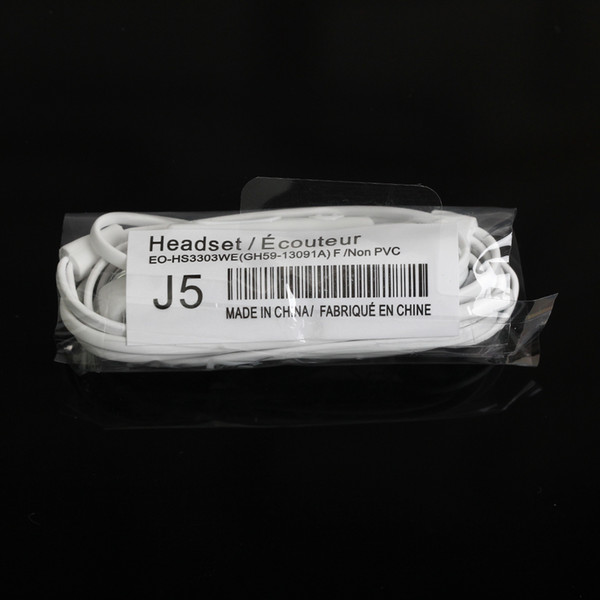 Headset / Écouteur
EO-HS3303WE(GH59-13091A) F /Non PVC
J5
MADE IN CHINA/ FABRIQUÉ EN CHINE